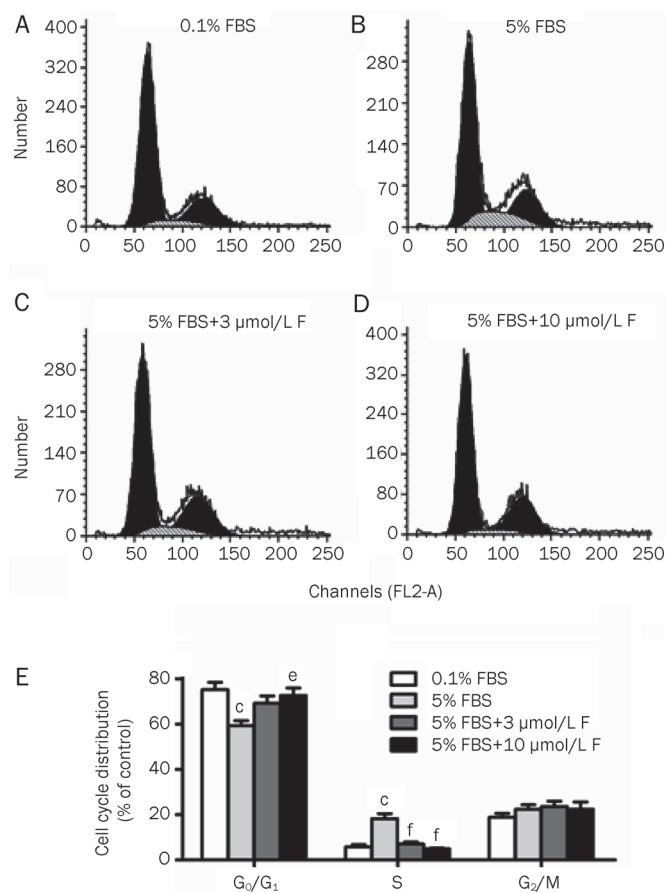 A
0.1% FBS
400
320
240
160
80
0
Number
0 50 100 150 200 250
B
5% FBS
280
210
140
70
0
0 50 100 150 200 250
C
5% FBS+3 µmol/L F
280
210
140
70
0
Number
0 50 100 150 200 250
D
5% FBS+10 µmol/L F
400
320
240
160
80
0
0 50 100 150 200 250
Channels (FL2-A)
E
80
60
40
20
0
Cell cycle distribution
(% of control)
c
e
c
f
f
0.1% FBS
5% FBS
5% FBS+3 µmol/L F
5% FBS+10 µmol/L F
G₀/G₁ S G₂/M